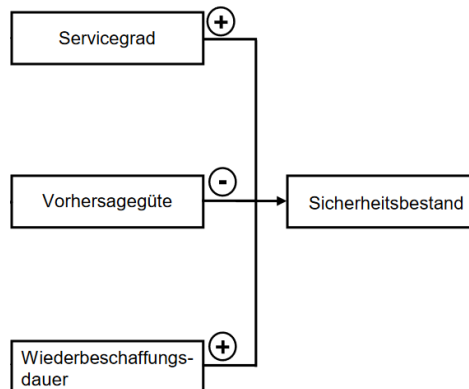 Servicegrad
+
Vorhersagegüte
-
Sicherheitsbestand
Wiederbeschaffungs-
dauer
+